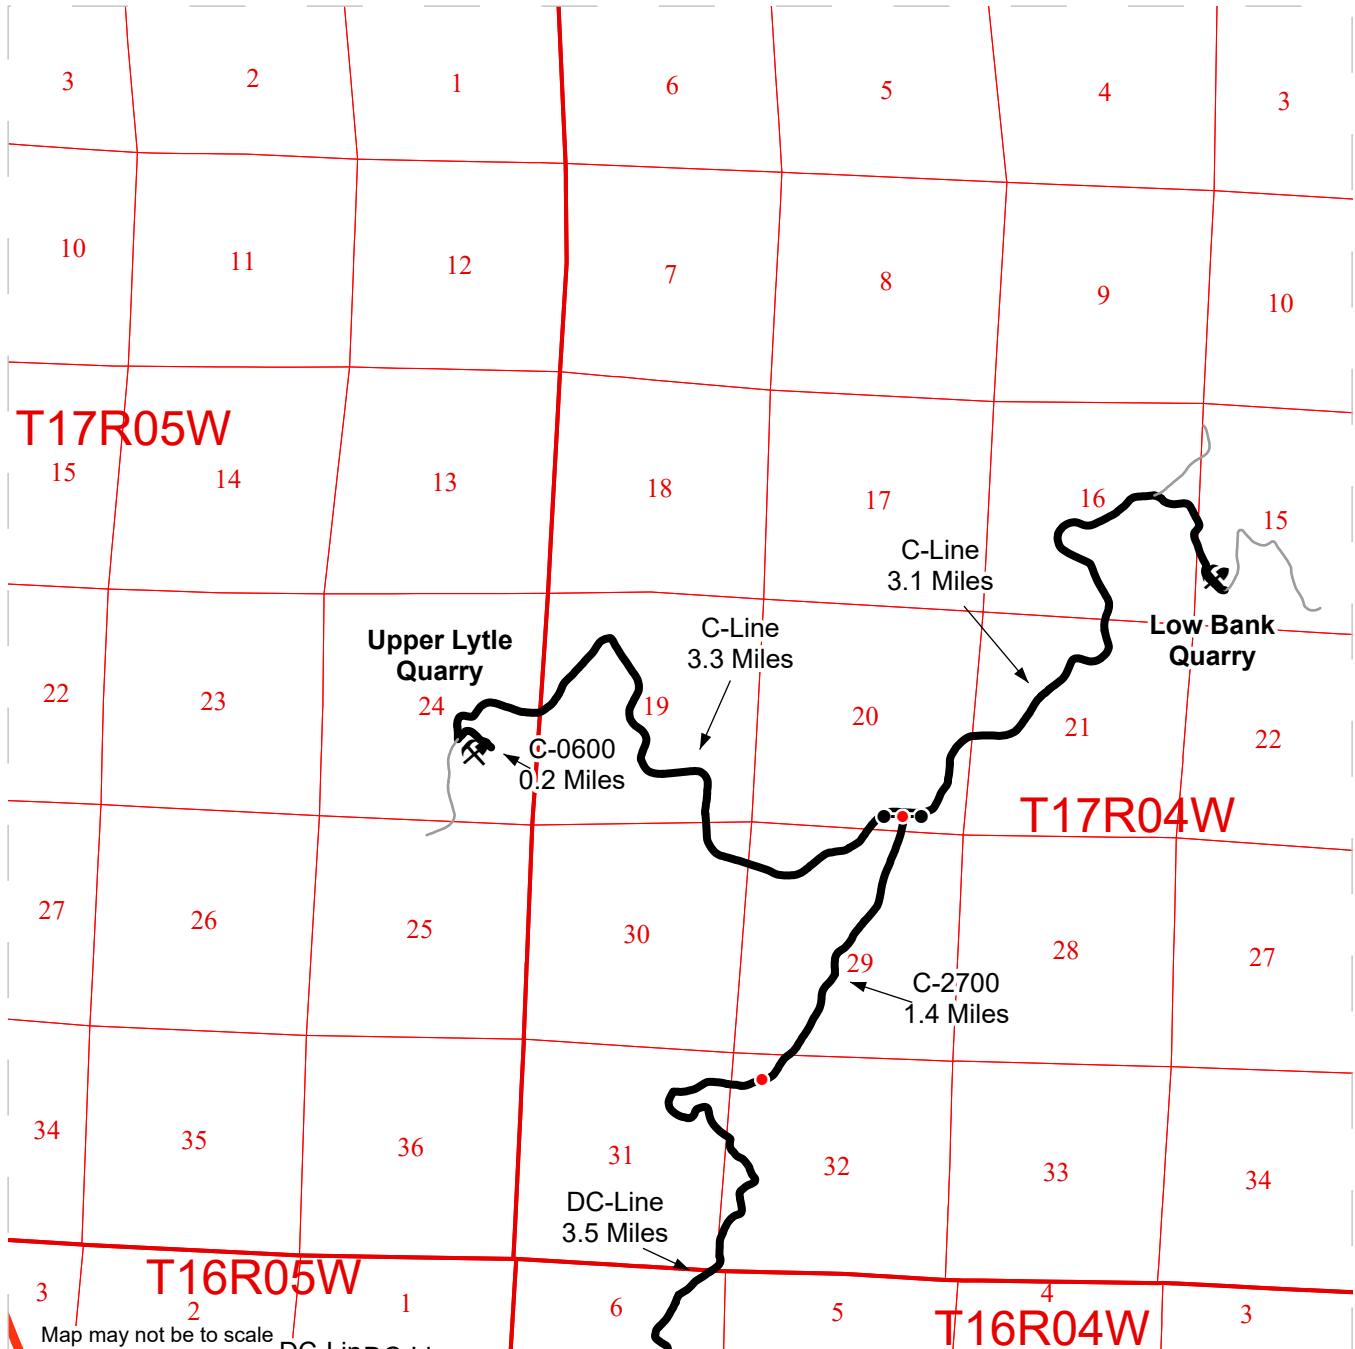 3 2 1 6 5 4 3
10 11 12 7 8 9 10
T17R05W
15 14 13 18 17 16 15
C-Line
3.1 Miles
C-Line
3.3 Miles
Upper Lytle
Quarry
Low Bank
Quarry
22 23 24 19 20 21 22
C-0600
0.2 Miles
T17R04W
27 26 25 30 29 28 27
C-2700
1.4 Miles
34 35 36 31 32 33 34
DC-Line
3.5 Miles
T16R05W
3 2 1 6 5 4 3
T16R04W
Map may not be to scale